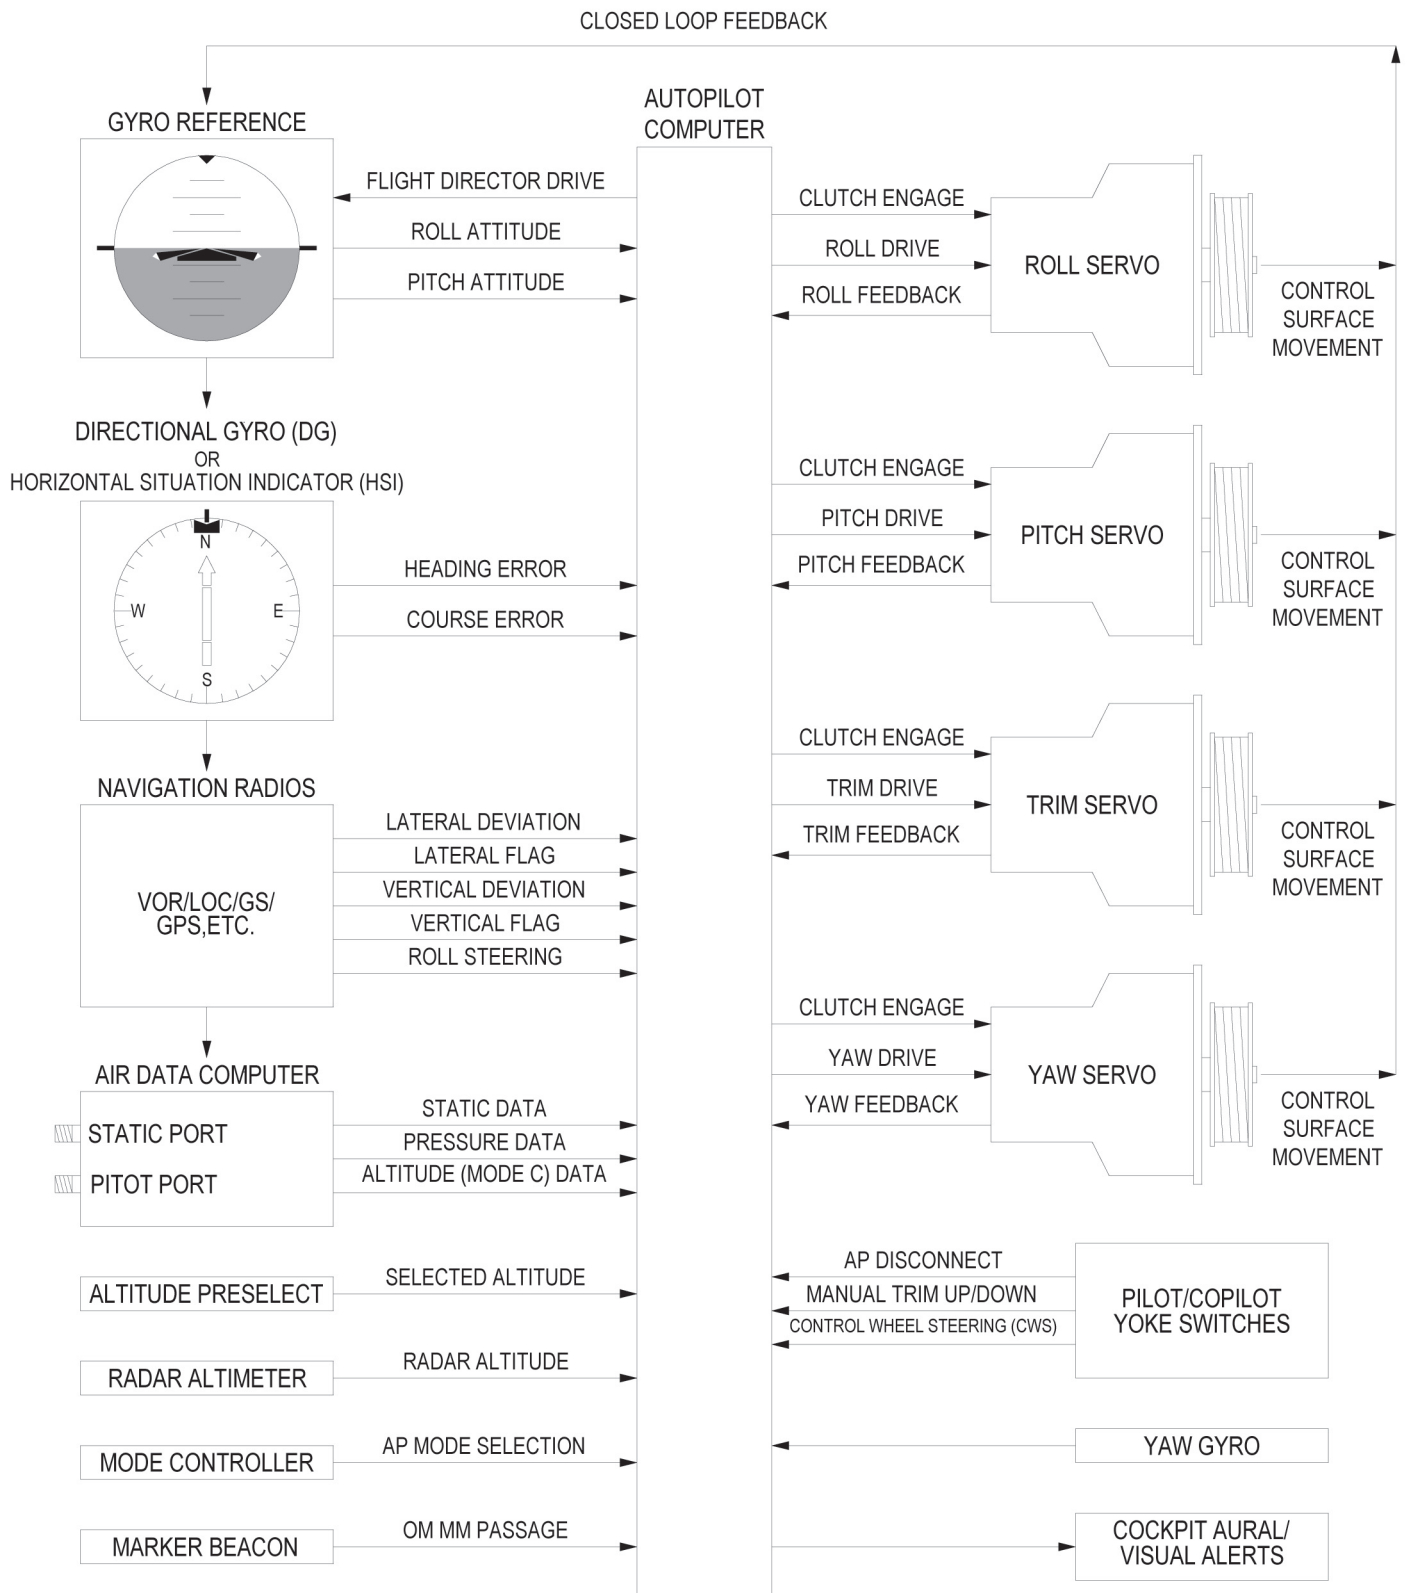 CLOSED LOOP FEEDBACK
GYRO REFERENCE
AUTOPILOT
COMPUTER
FLIGHT DIRECTOR DRIVE
ROLL ATTITUDE
PITCH ATTITUDE
CLUTCH ENGAGE
ROLL DRIVE
ROLL FEEDBACK
ROLL SERVO
CONTROL
SURFACE
MOVEMENT
DIRECTIONAL GYRO (DG)
OR
HORIZONTAL SITUATION INDICATOR (HSI)
N
W
E
S
HEADING ERROR
COURSE ERROR
CLUTCH ENGAGE
PITCH DRIVE
PITCH FEEDBACK
PITCH SERVO
CONTROL
SURFACE
MOVEMENT
NAVIGATION RADIOS
VOR/LOC/GS/
GPS,ETC.
LATERAL DEVIATION
LATERAL FLAG
VERTICAL DEVIATION
VERTICAL FLAG
ROLL STEERING
CLUTCH ENGAGE
TRIM DRIVE
TRIM FEEDBACK
TRIM SERVO
CONTROL
SURFACE
MOVEMENT
AIR DATA COMPUTER
STATIC PORT
PITOT PORT
STATIC DATA
PRESSURE DATA
ALTITUDE (MODE C) DATA
CLUTCH ENGAGE
YAW DRIVE
YAW FEEDBACK
YAW SERVO
CONTROL
SURFACE
MOVEMENT
ALTITUDE PRESELECT
SELECTED ALTITUDE
RADAR ALTIMETER
RADAR ALTITUDE
MODE CONTROLLER
AP MODE SELECTION
MARKER BEACON
OM MM PASSAGE
AP DISCONNECT
MANUAL TRIM UP/DOWN
CONTROL WHEEL STEERING (CWS)
PILOT/COPILOT
YOKE SWITCHES
YAW GYRO
COCKPIT AURAL/
VISUAL ALERTS